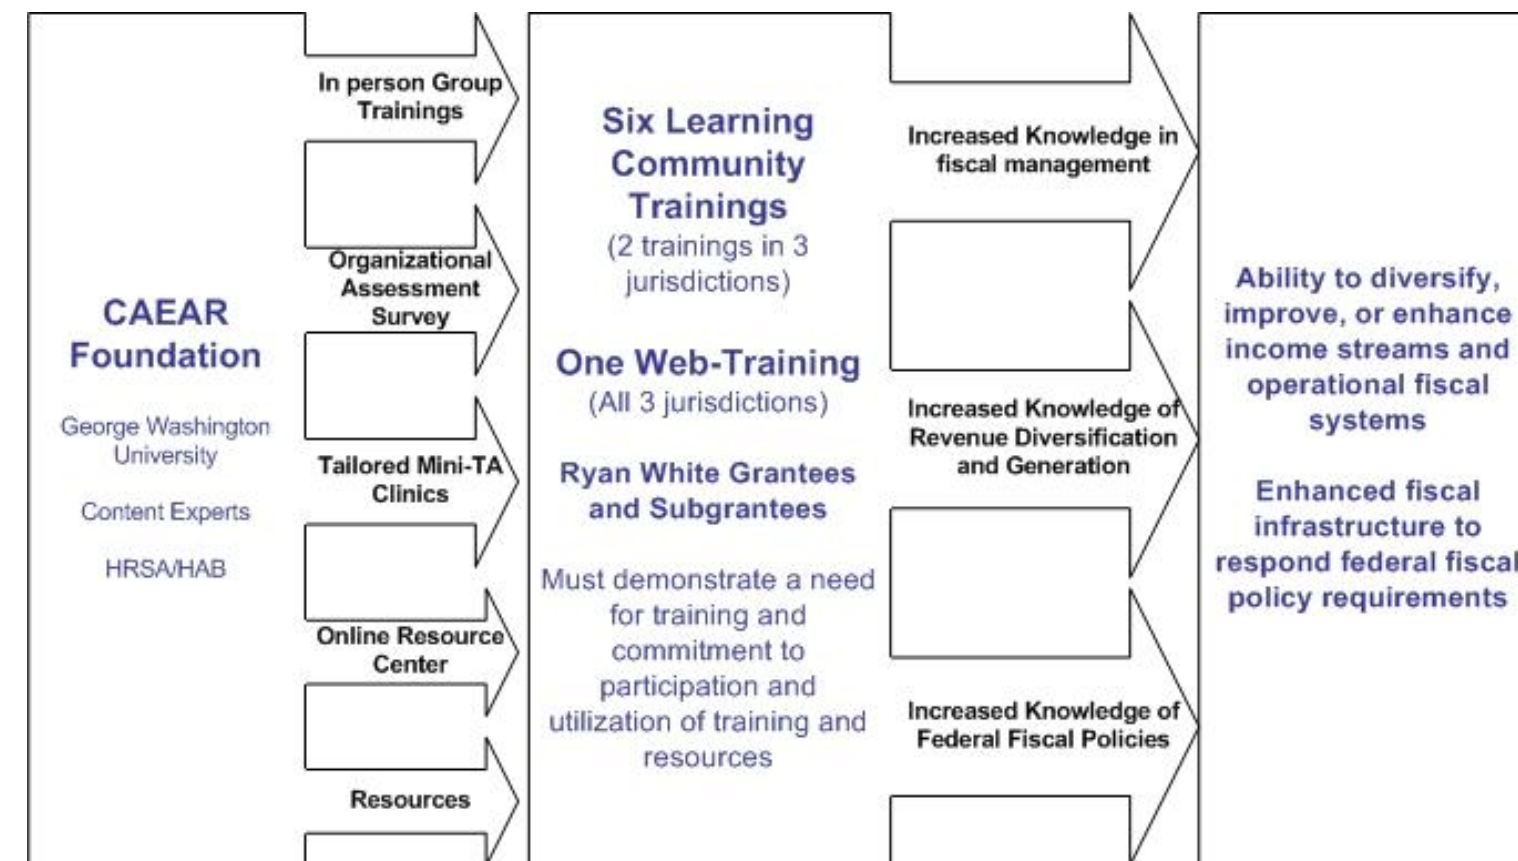 CAEAR
Foundation
George Washington
University
Content Experts
HRSA/HAB
In person Group
Trainings
Organizational
Assessment
Survey
Tailored Mini-TA
Clinics
Online Resource
Center
Resources
Six Learning
Community
Trainings
(2 trainings in 3
jurisdictions)
One Web-Training
(All 3 jurisdictions)
Ryan White Grantees
and Subgrantees
Must demonstrate a need
for training and
commitment to
participation and
utilization of training and
resources
Increased Knowledge in
fiscal management
Increased Knowledge of
Revenue Diversification
and Generation
Increased Knowledge of
Federal Fiscal Policies
Ability to diversify,
improve, or enhance
income streams and
operational fiscal
systems
Enhanced fiscal
infrastructure to
respond federal fiscal
policy requirements